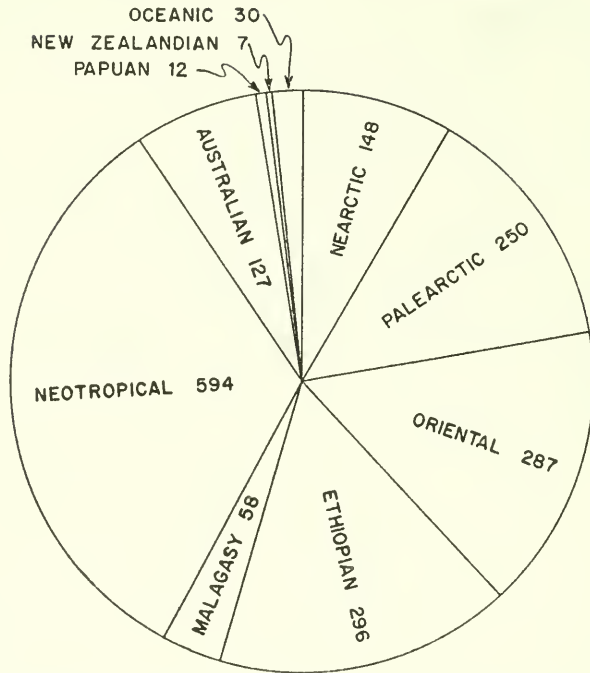 OCEANIC 30
NEW ZEALANDIAN 7
PAPUAN 12
AUSTRALIAN 127
NEARCTIC 148
PALEARCTIC 250
NEOTROPICAL 594
ORIENTAL 287
ETHIOPIAN 296
MALAGASY 58